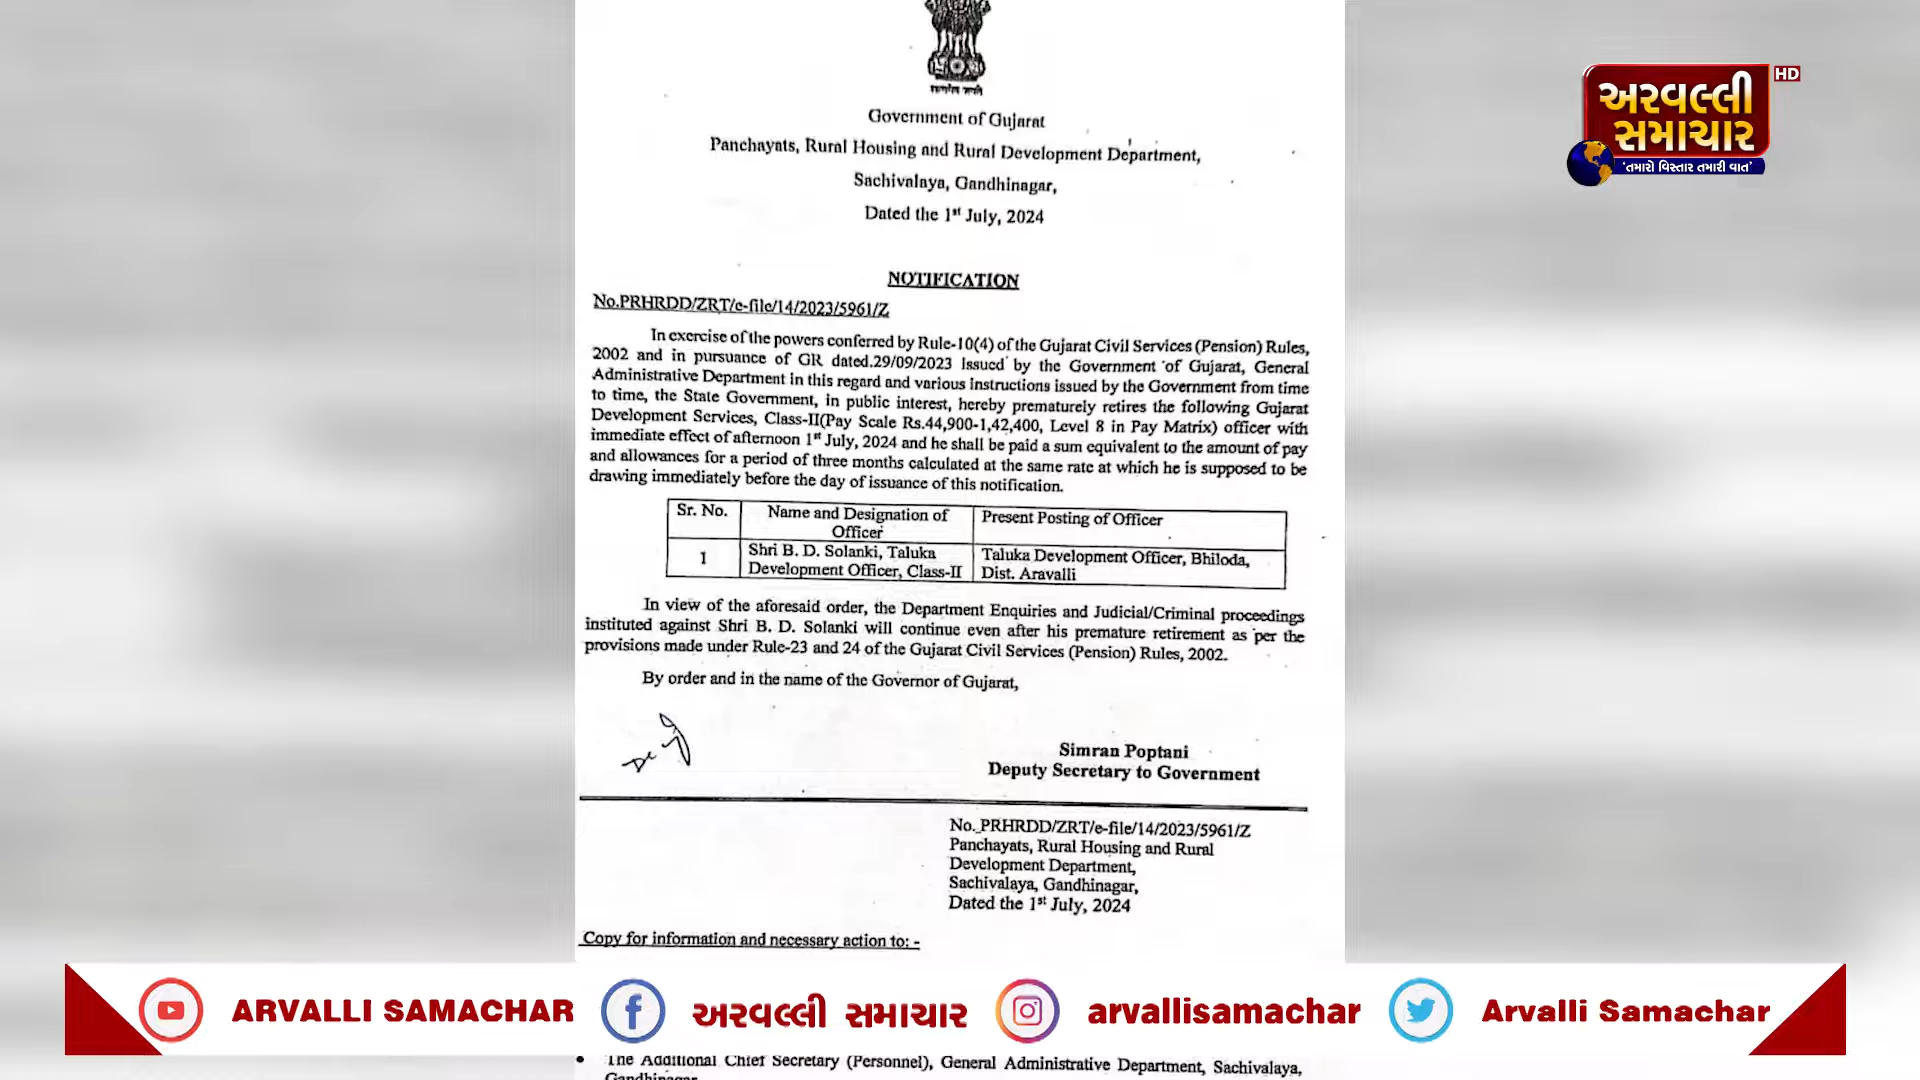 Government of Gujarat
Panchayats, Rural Housing and Rural Development Department,
Sachivalaya, Gandhinagar,
Dated the 1st July, 2024
HD
અરવલ્લી
સમાચાર
'તમારો વિસ્તાર તમારી વાત'
NOTIFICATION
No.PRHRDD/ZRT/e-file/14/2023/5961/Z
In exercise of the powers conferred by Rule-10(4) of the Gujarat Civil Services (Pension) Rules,
2002 and in pursuance of GR dated.29/09/2023 Issued by the Government of Gujarat, General
Administrative Department in this regard and various instructions issued by the Government from time
to time, the State Government, in public interest, hereby prematurely retires the following Gujarat
Development Services, Class-II(Pay Scale Rs.44,900-1,42,400, Level 8 in Pay Matrix) officer with
immediate effect of afternoon 1st July, 2024 and he shall be paid a sum equivalent to the amount of pay
and allowances for a period of three months calculated at the same rate at which he is supposed to be
drawing immediately before the day of issuance of this notification.
Sr. No.
Name and Designation of
Officer
Present Posting of Officer
1
Shri B. D. Solanki, Taluka
Development Officer, Class-II
Taluka Development Officer, Bhiloda,
Dist. Aravalli
In view of the aforesaid order, the Department Enquiries and Judicial/Criminal proceedings
instituted against Shri B. D. Solanki will continue even after his premature retirement as per the
provisions made under Rule-23 and 24 of the Gujarat Civil Services (Pension) Rules, 2002.
By order and in the name of the Governor of Gujarat,
Simran Poptani
Deputy Secretary to Government
No. PRHRDD/ZRT/e-file/14/2023/5961/Z
Panchayats, Rural Housing and Rural
Development Department,
Sachivalaya, Gandhinagar,
Dated the 1st July, 2024
Copy for information and necessary action to: -
ARVALLI SAMACHAR
અરવલ્લી સમાચાર
arvallisamachar
Arvalli Samachar
The Additional Chief Secretary (Personnel), General Administrative Department, Sachivalaya,
Gandhinagar